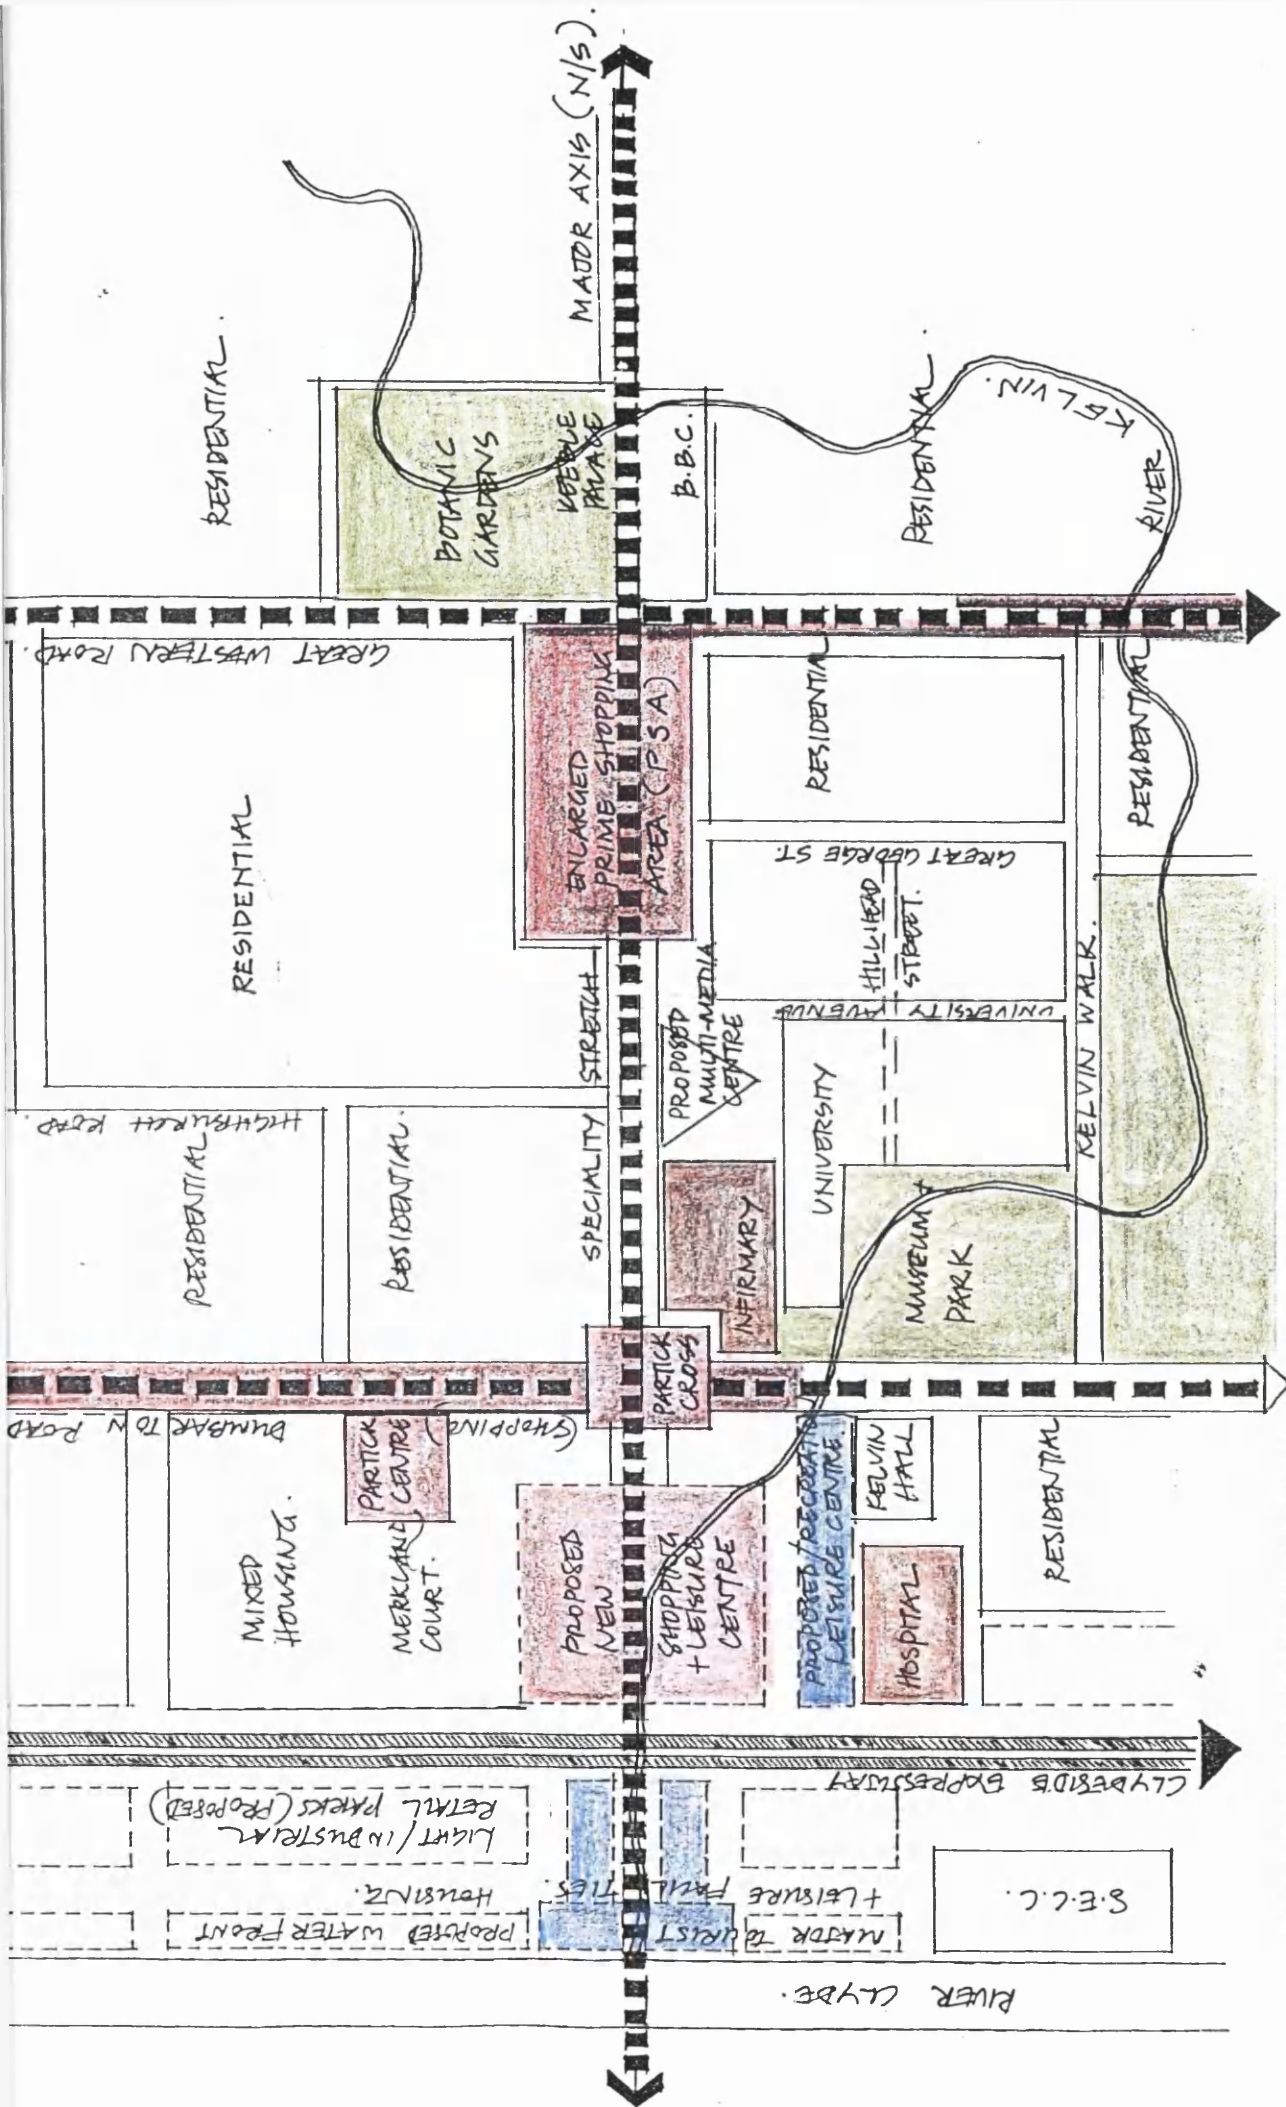 MAJOR AXIS (N/S).
RESIDENTIAL.
BOTANIC
GARDENS
KEEBLE
PALACE
B.B.C.
RESIDENTIAL.
RIVER
KELVIN.
GREAT WESTERN ROAD.
ENLARGED
PRIME SHOPPING
AREA (PSA)
RESIDENTIAL
RESIDENTIAL
RESIDENTIAL
GREAT GEORGE ST.
HILLHEAD
STREET.
UNIVERSITY AVENUE
KELVIN WALK.
SPECIALITY STRETCH
PROPOSED
MULTI-MEDIA
CENTRE
UNIVERSITY
HIGHBURGH ROAD.
RESIDENTIAL
RESIDENTIAL.
INFIRMARY
MUSEUM +
PARK
PARTICK
CROSS
DUMBARTON ROAD
(SHOPPING)
PARTICK
CENTRE
MIXED
HOUSING.
MERKLAND
COURT.
PROPOSED
NEW
SHOPPING
+ LEISURE
CENTRE
PROPOSED/RECREATION
LEISURE CENTRE.
KELVIN
HALL
HOSPITAL
RESIDENTIAL
CLYDESIDE EXPRESSWAY
LIGHT/INDUSTRIAL
RETAIL PARKS (PROPOSED)
PROPOSED WATERFRONT
HOUSING.
MAJOR TOURIST
+ LEISURE FACILITIES.
S.E.C.C.
RIVER CLYDE.